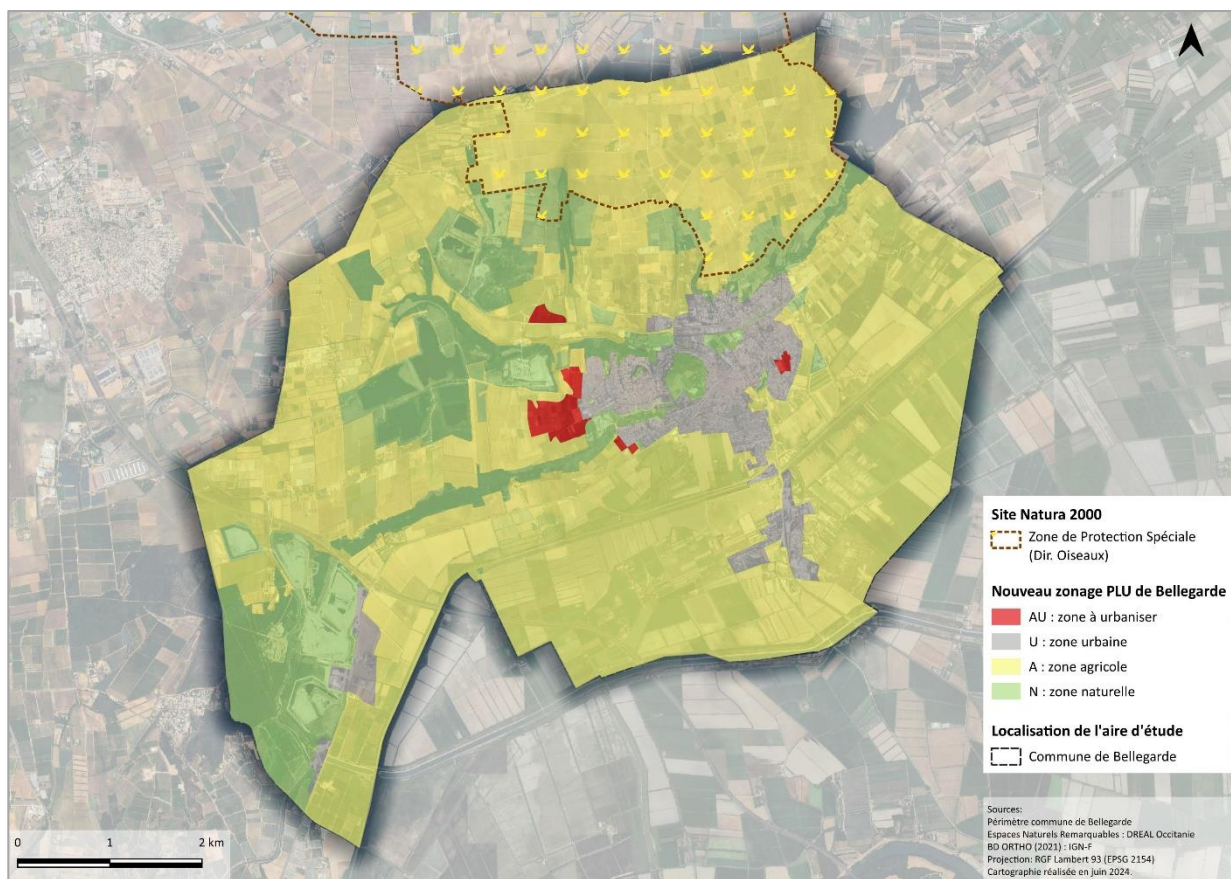 Site Natura 2000
Zone de Protection Spéciale
(Dir. Oiseaux)
Nouveau zonage PLU de Bellegarde
AU : zone à urbaniser
U : zone urbaine
A : zone agricole
N : zone naturelle
Localisation de l'aire d'étude
Commune de Bellegarde
Sources:
Périmètre commune de Bellegarde
Espaces Naturels Remarquables : DREAL Occitanie
BD ORTHO (2021) : IGN-F
Projection: RGF Lambert 93 (EPSG 2154)
Cartographie réalisée en juin 2024.
0 1 2 km